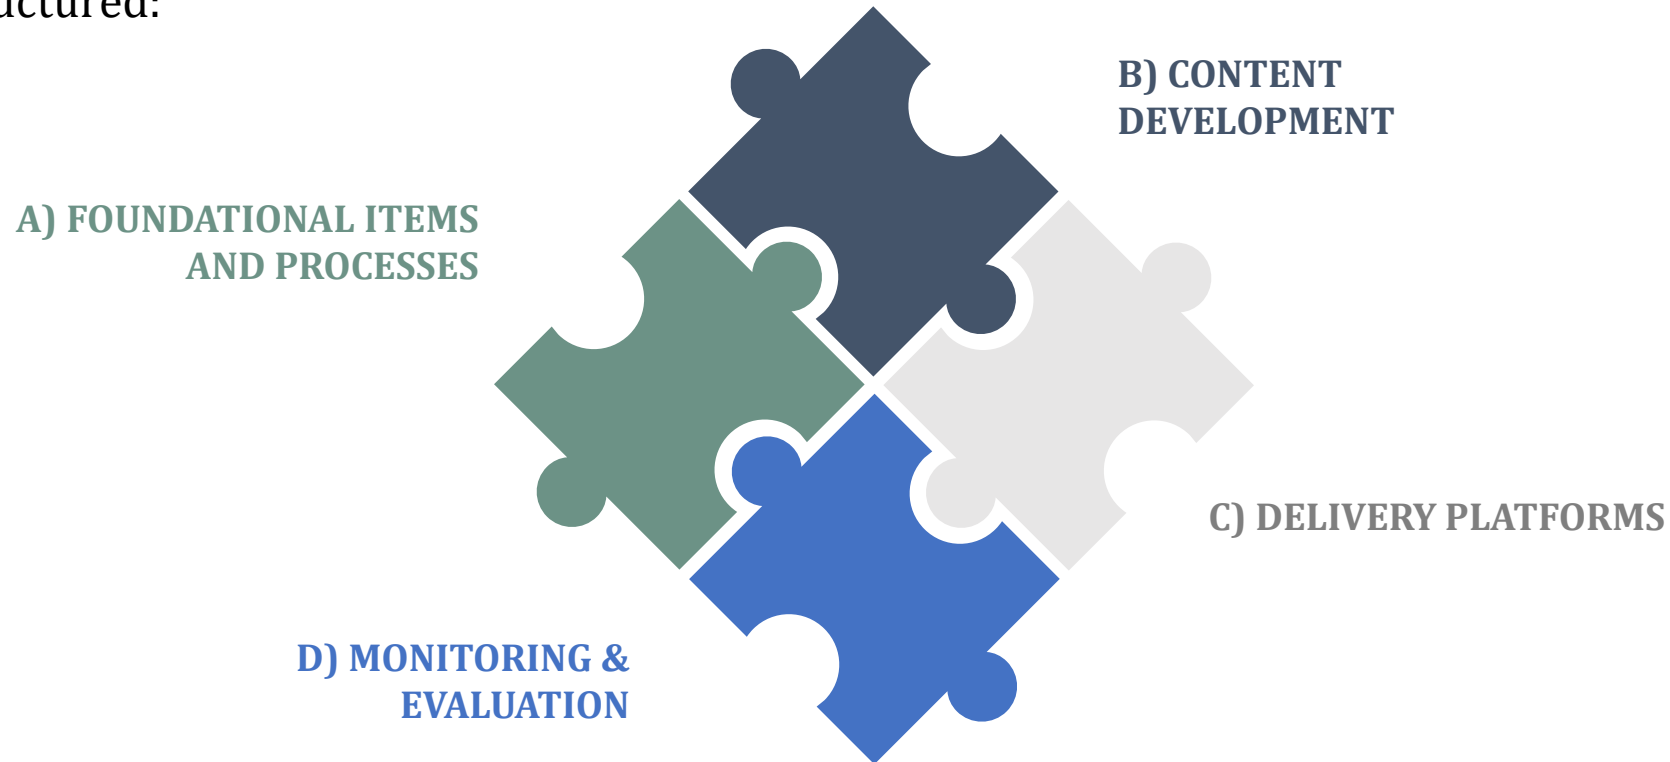 B) CONTENT
DEVELOPMENT
A) FOUNDATIONAL ITEMS
AND PROCESSES
C) DELIVERY PLATFORMS
D) MONITORING &
EVALUATION